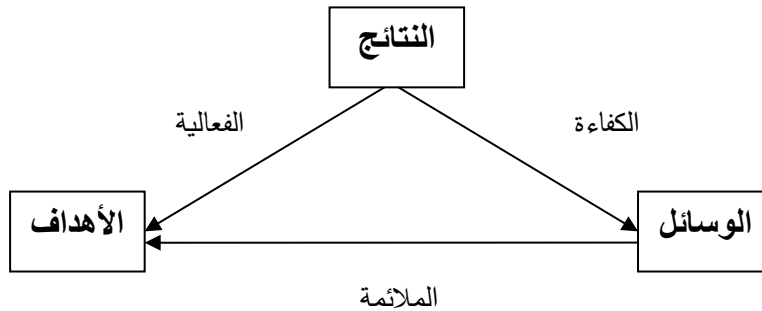 النتائج
الكفاءة
الفعالية
الوسائل
الأهداف
الملائمة